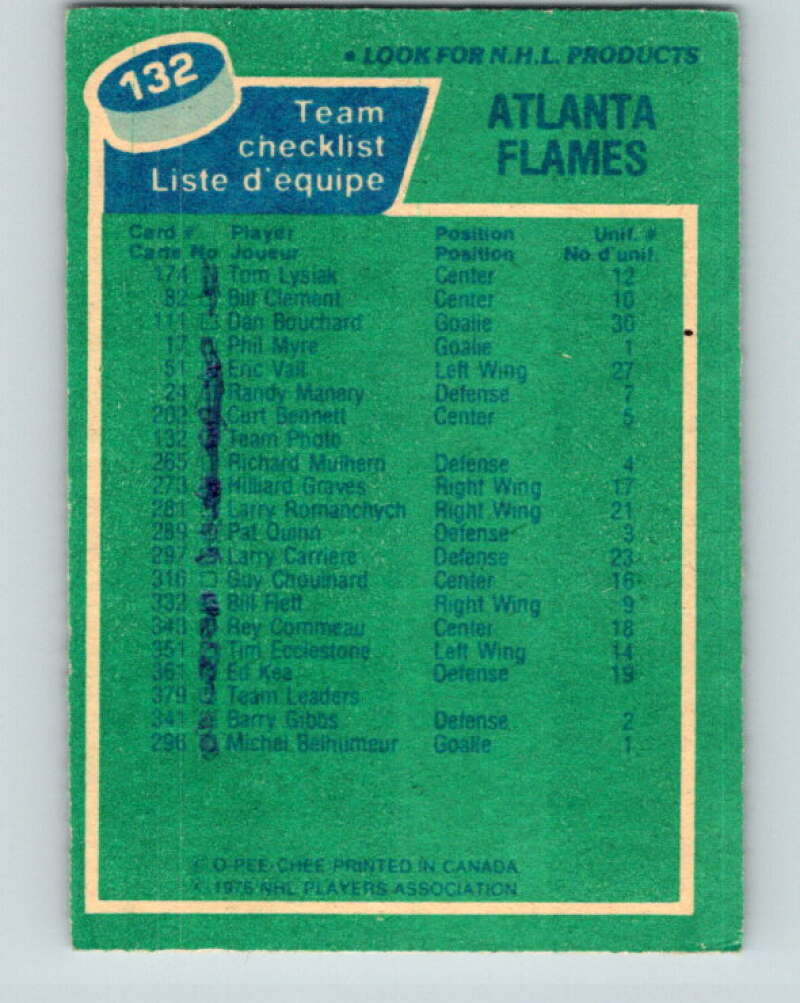 132
• LOOK FOR N.H.L. PRODUCTS
Team
checklist
Liste d'equipe
ATLANTA
FLAMES
Card # Player Position Unif. #
Carte No Joueur Position No d'unif.
174 Tom Lysiak Center 12
82 Bill Clement Center 10
111 Dan Bouchard Goalie 30
17 Phil Myre Goalie 1
51 Eric Vail Left Wing 27
24 Randy Manery Defense 7
202 Curt Bennett Center 5
132 Team Photo
265 Richard Mulhern Defense 4
273 Hilliard Graves Right Wing 17
281 Larry Romanchych Right Wing 21
289 Pat Quinn Defense 3
297 Larry Carriere Defense 23
316 Guy Chouinard Center 16
332 Bill Flett Right Wing 9
340 Rey Commeau Center 18
351 Tim Ecclestone Left Wing 14
361 Ed Kea Defense 19
379 Team Leaders
341 Barry Gibbs Defense 2
296 Michel Belhumeur Goalie 1
© O-PEE-CHEE PRINTED IN CANADA
© 1976 NHL PLAYERS ASSOCIATION